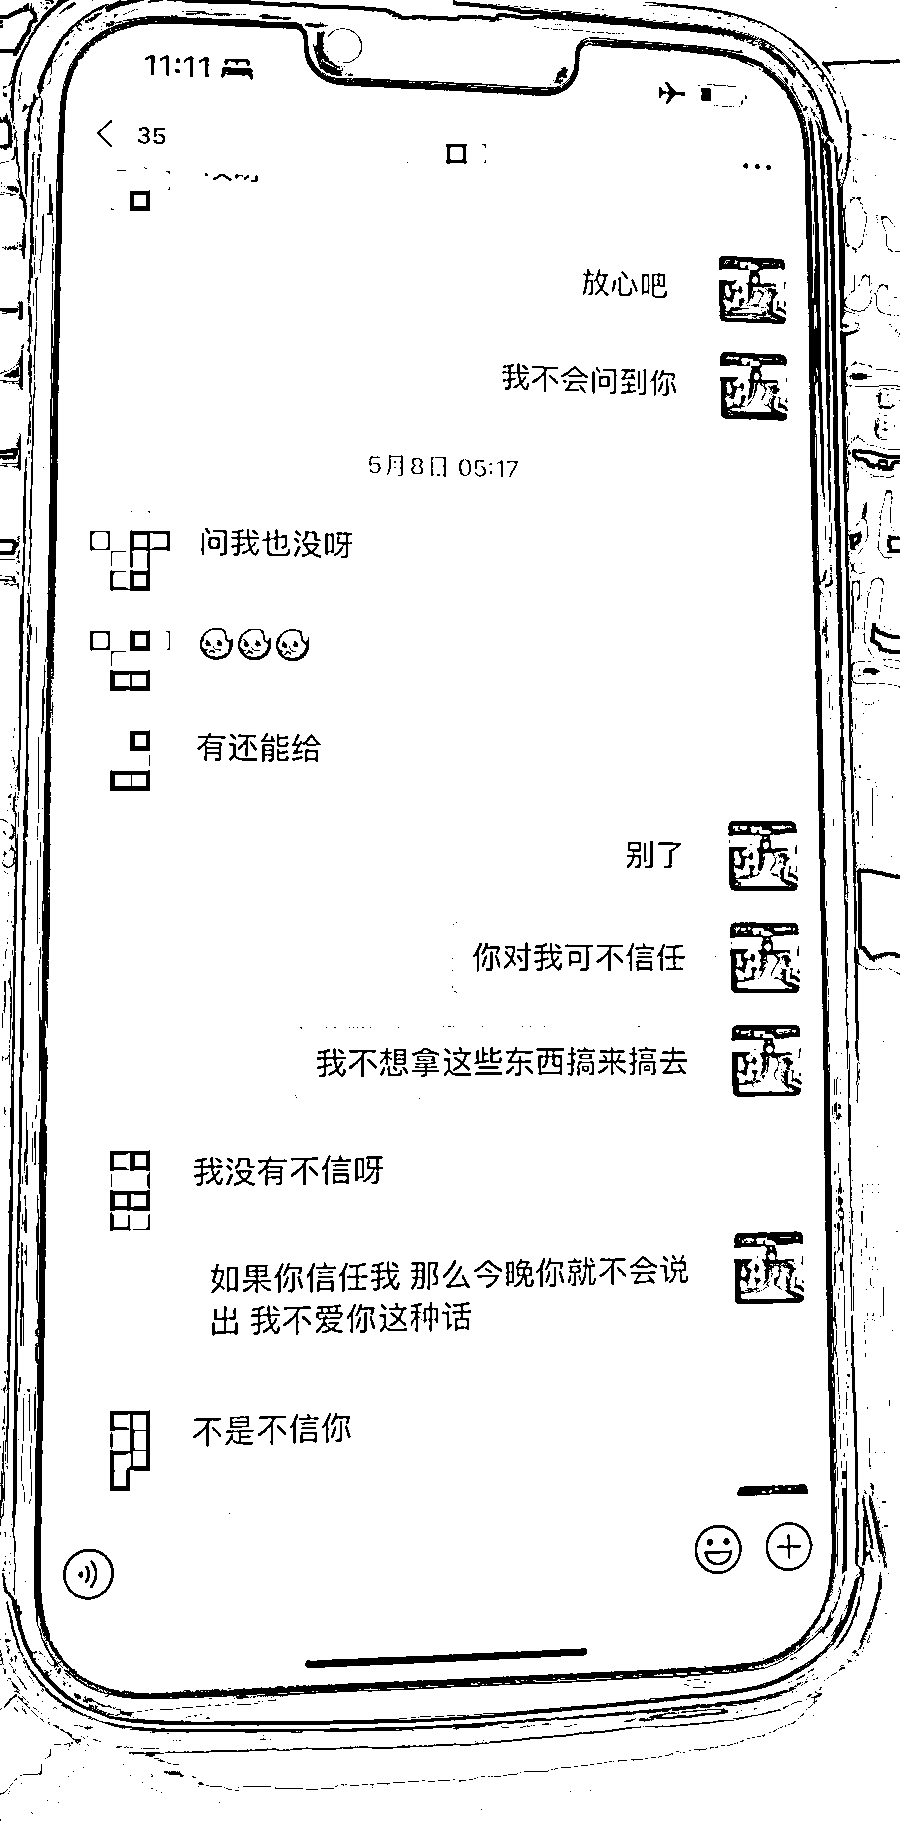 11:11
35
放心吧
我不会问到你
5月8日 05:17
问我也没呀
有还能给
别了
你对我可不信任
我不想拿这些东西搞来搞去
我没有不信呀
如果你信任我 那么今晚你就不会说
出 我不爱你这种话
不是不信你